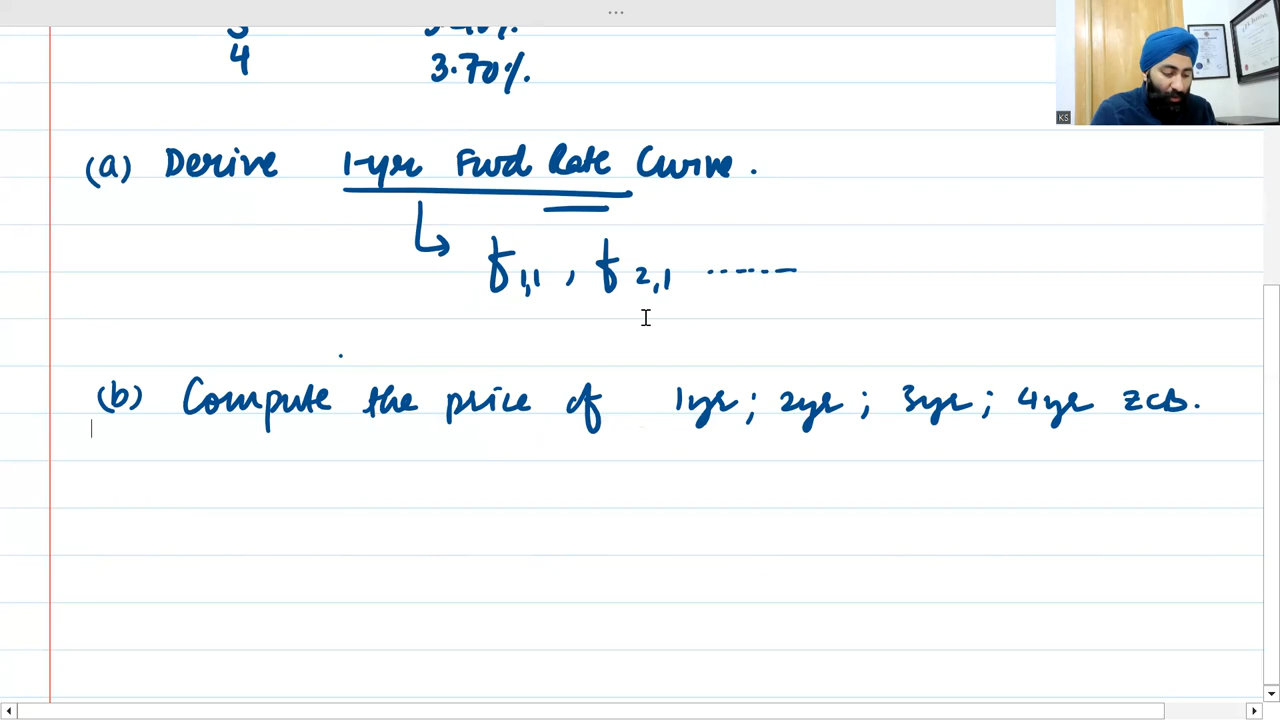 4 3.70%
(a) Derive 1-yr Fwd Rate Curve.
f1,1 , f2,1 .......
(b) Compute the price of 1yr; 2yr; 3yr; 4yr ZCB.
KS